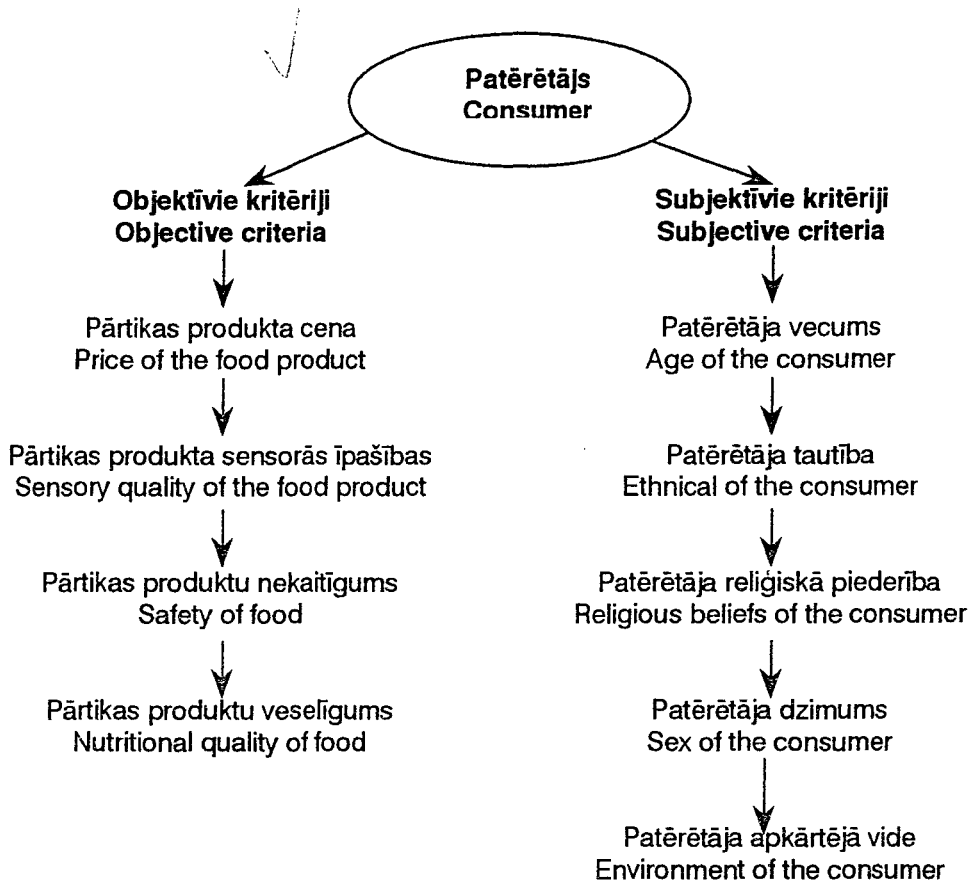 Patērētājs
Consumer
Objektīvie kritēriji
Objective criteria
Pārtikas produkta cena
Price of the food product
Pārtikas produkta sensorās īpašības
Sensory quality of the food product
Pārtikas produktu nekaitīgums
Safety of food
Pārtikas produktu veselīgums
Nutritional quality of food
Subjektīvie kritēriji
Subjective criteria
Patērētāja vecums
Age of the consumer
Patērētāja tautība
Ethnical of the consumer
Patērētāja reliģiskā piederība
Religious beliefs of the consumer
Patērētāja dzimums
Sex of the consumer
Patērētāja apkārtējā vide
Environment of the consumer